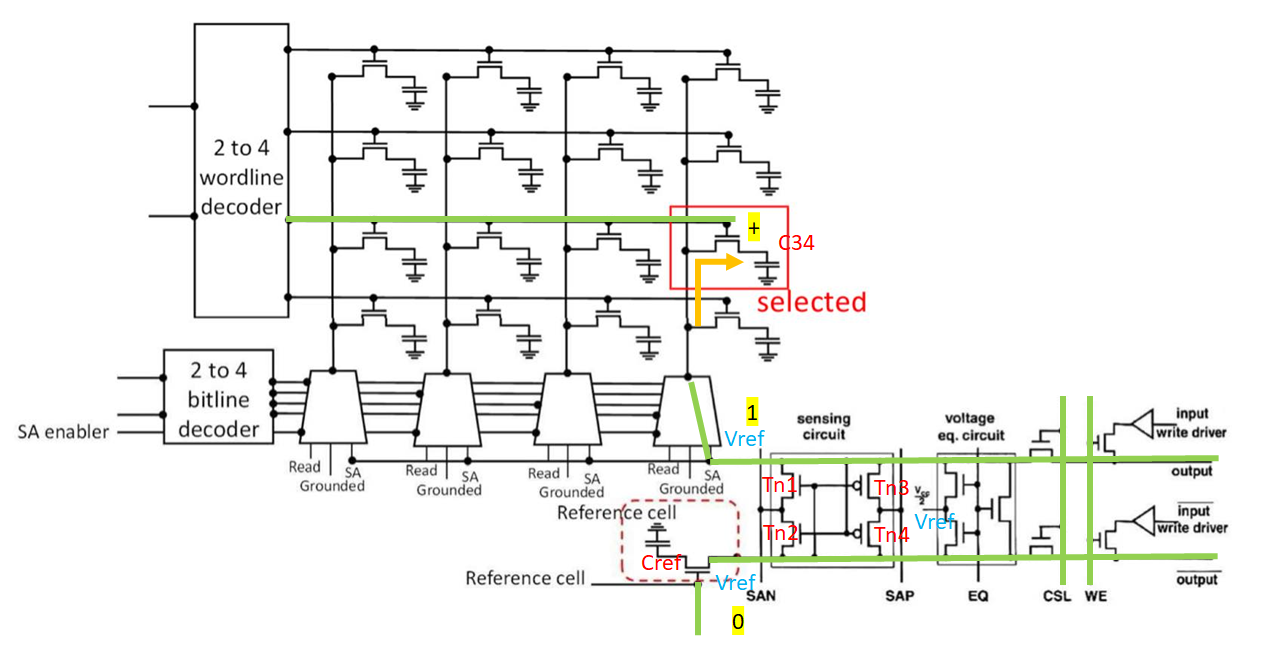 2 to 4
wordline
decoder
+
C34
selected
2 to 4
bitline
decoder
SA enabler
Read
SA
Grounded
Read
SA
Grounded
Read
SA
Grounded
Read
SA
Grounded
1
Vref
sensing
circuit
voltage
eq. circuit
input
write driver
output
Tn1
Tn3
Tn2
Tn4
Vcc
2
Vref
input
write driver
output
Reference cell
Cref
Reference cell
Vref
0
SAN
SAP
EQ
CSL
WE